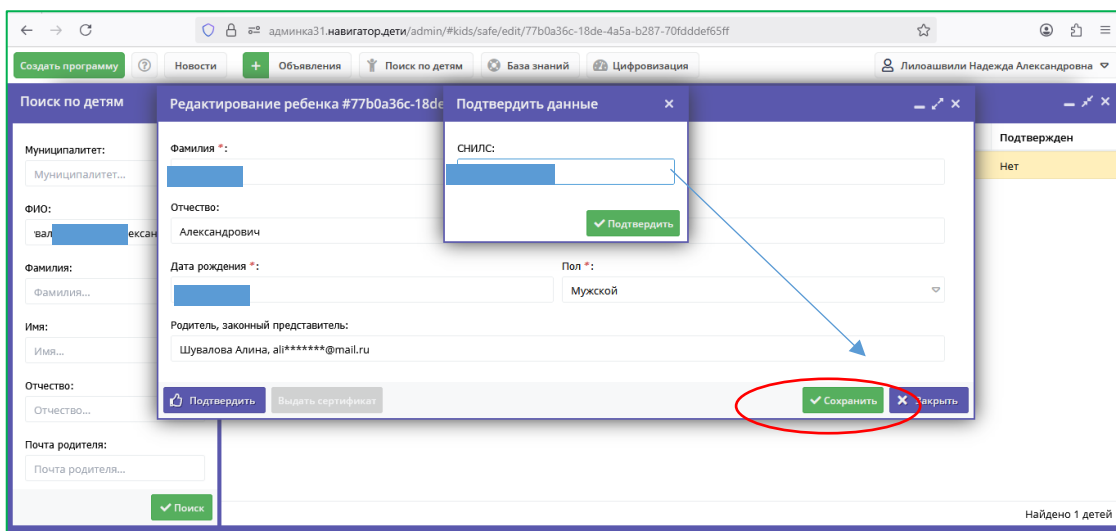 админка31.навигатор.дети/admin/#kids/safe/edit/77b0a36c-18de-4a5a-b287-70fdddef65ff
Создать программу ? Новости + Объявления Поиск по детям База знаний Цифровизация Лилоашвили Надежда Александровна
Поиск по детям
Муниципалитет:
Муниципалитет...
ФИО:
вал ексан
Фамилия:
Фамилия...
Имя:
Имя...
Отчество:
Отчество...
Почта родителя:
Почта родителя...
Поиск
Редактирование ребенка #77b0a36c-18de
Фамилия *:
Отчество:
Александрович
Дата рождения *:
Пол *:
Мужской
Родитель, законный представитель:
Шувалова Алина, ali*******@mail.ru
Подтвердить Выдать сертификат Сохранить Закрыть
Подтвердить данные
СНИЛС:
Подтвердить
Подтвержден
Нет
Найдено 1 детей